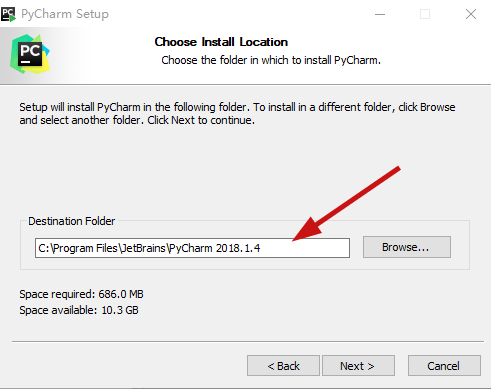 PyCharm Setup
PC
Choose Install Location
Choose the folder in which to install PyCharm.
Setup will install PyCharm in the following folder. To install in a different folder, click Browse
and select another folder. Click Next to continue.
Destination Folder
C:\Program Files\JetBrains\PyCharm 2018.1.4
Browse...
Space required: 686.0 MB
Space available: 10.3 GB
< Back
Next >
Cancel